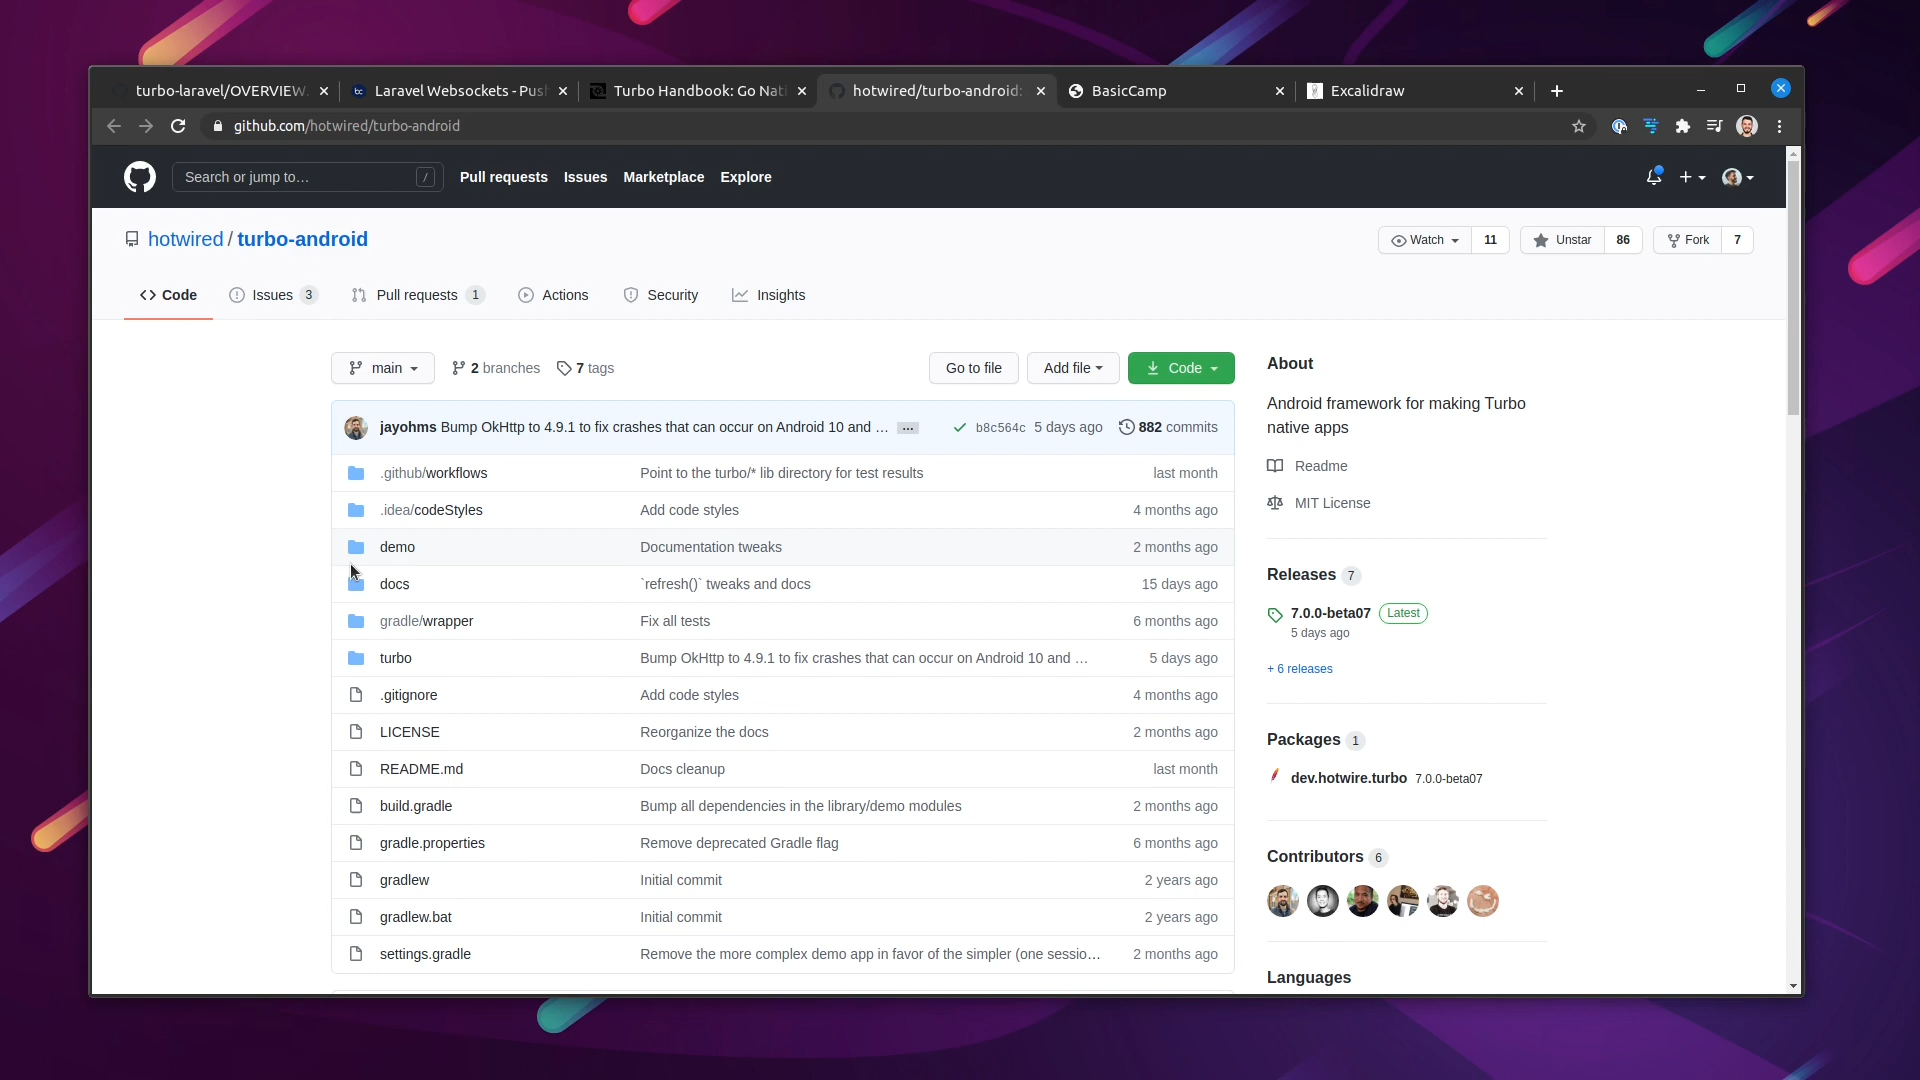 turbo-laravel/OVERVIEW. Laravel Websockets - Push Turbo Handbook: Go Nati hotwired/turbo-android: BasicCamp Excalidraw
github.com/hotwired/turbo-android
Search or jump to… / Pull requests Issues Marketplace Explore
hotwired / turbo-android Watch 11 Unstar 86 Fork 7
Code Issues 3 Pull requests 1 Actions Security Insights
main 2 branches 7 tags Go to file Add file Code
jayohms Bump OkHttp to 4.9.1 to fix crashes that can occur on Android 10 and … ... b8c564c 5 days ago 882 commits
.github/workflows Point to the turbo/* lib directory for test results last month
.idea/codeStyles Add code styles 4 months ago
demo Documentation tweaks 2 months ago
docs `refresh()` tweaks and docs 15 days ago
gradle/wrapper Fix all tests 6 months ago
turbo Bump OkHttp to 4.9.1 to fix crashes that can occur on Android 10 and … 5 days ago
.gitignore Add code styles 4 months ago
LICENSE Reorganize the docs 2 months ago
README.md Docs cleanup last month
build.gradle Bump all dependencies in the library/demo modules 2 months ago
gradle.properties Remove deprecated Gradle flag 6 months ago
gradlew Initial commit 2 years ago
gradlew.bat Initial commit 2 years ago
settings.gradle Remove the more complex demo app in favor of the simpler (one sessio… 2 months ago
About
Android framework for making Turbo
native apps
Readme
MIT License
Releases 7
7.0.0-beta07 Latest
5 days ago
+ 6 releases
Packages 1
dev.hotwire.turbo 7.0.0-beta07
Contributors 6
Languages